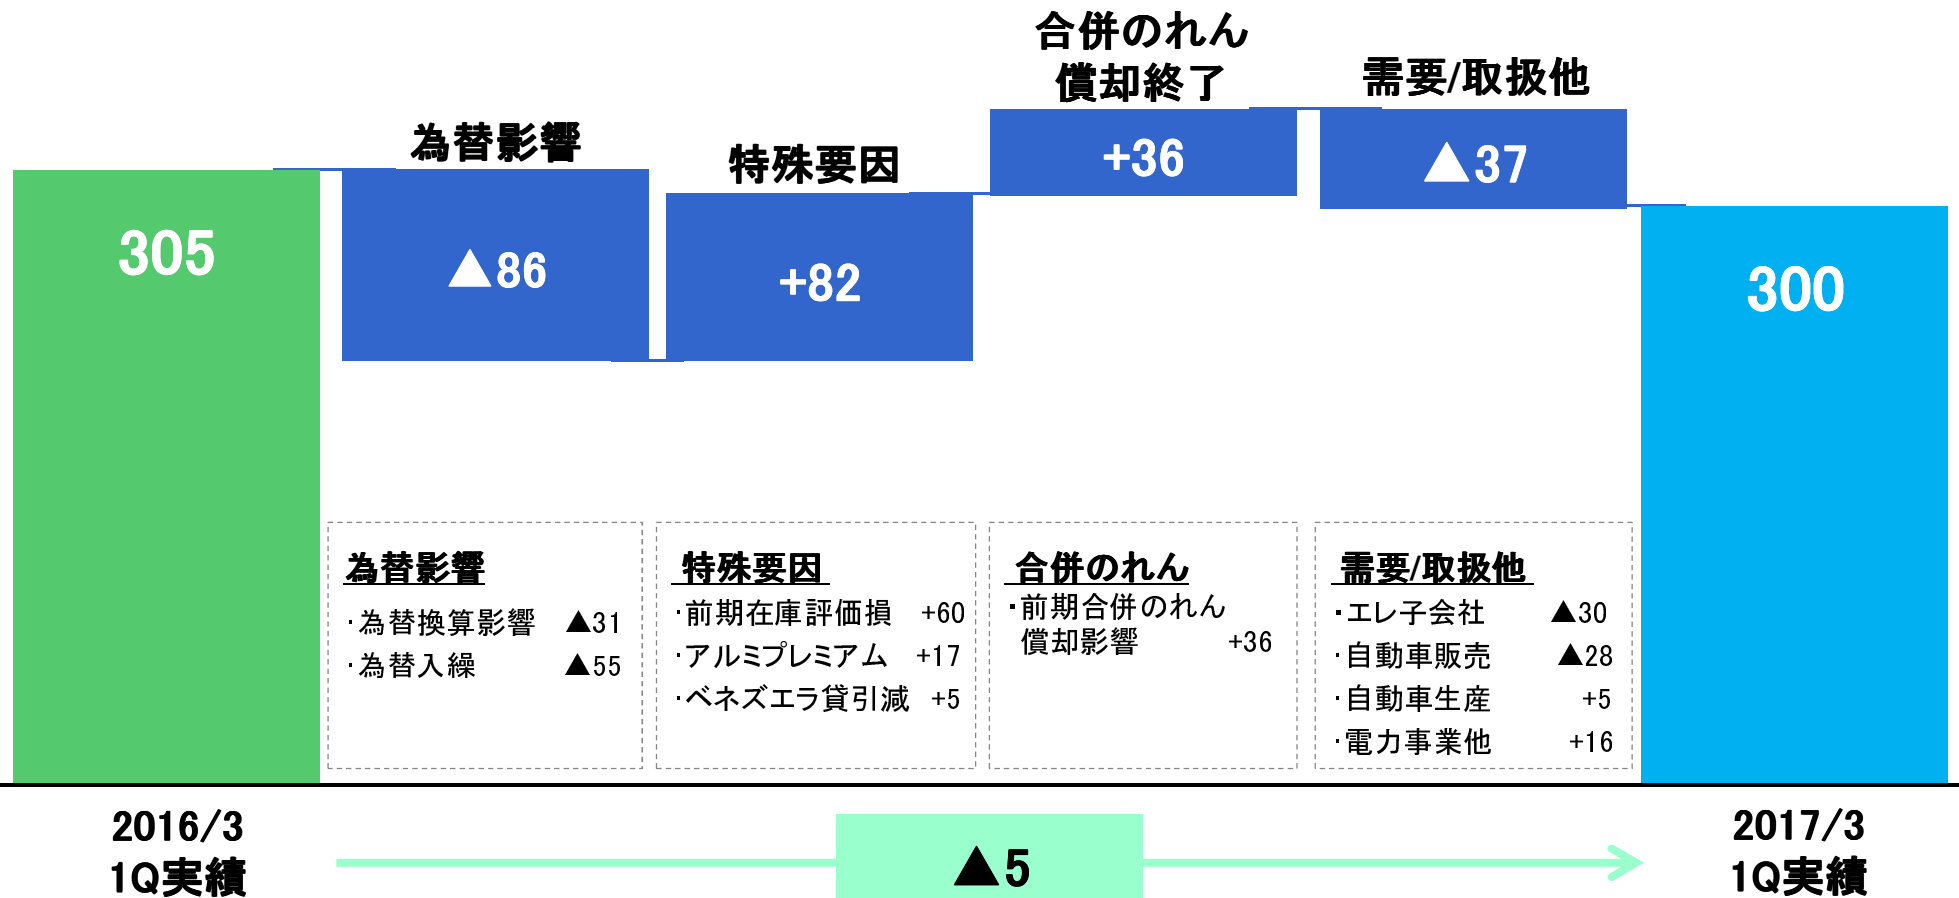 合併のれん
償却終了
需要/取扱他
為替影響
特殊要因
305
▲86
+82
+36
▲37
300
為替影響
・為替換算影響 ▲31
・為替入繰 ▲55
特殊要因
・前期在庫評価損 +60
・アルミプレミアム +17
・ベネズエラ貸引減 +5
合併のれん
・前期合併のれん
償却影響 +36
需要/取扱他
・エレ子会社 ▲30
・自動車販売 ▲28
・自動車生産 +5
・電力事業他 +16
2016/3
1Q実績
▲5
2017/3
1Q実績